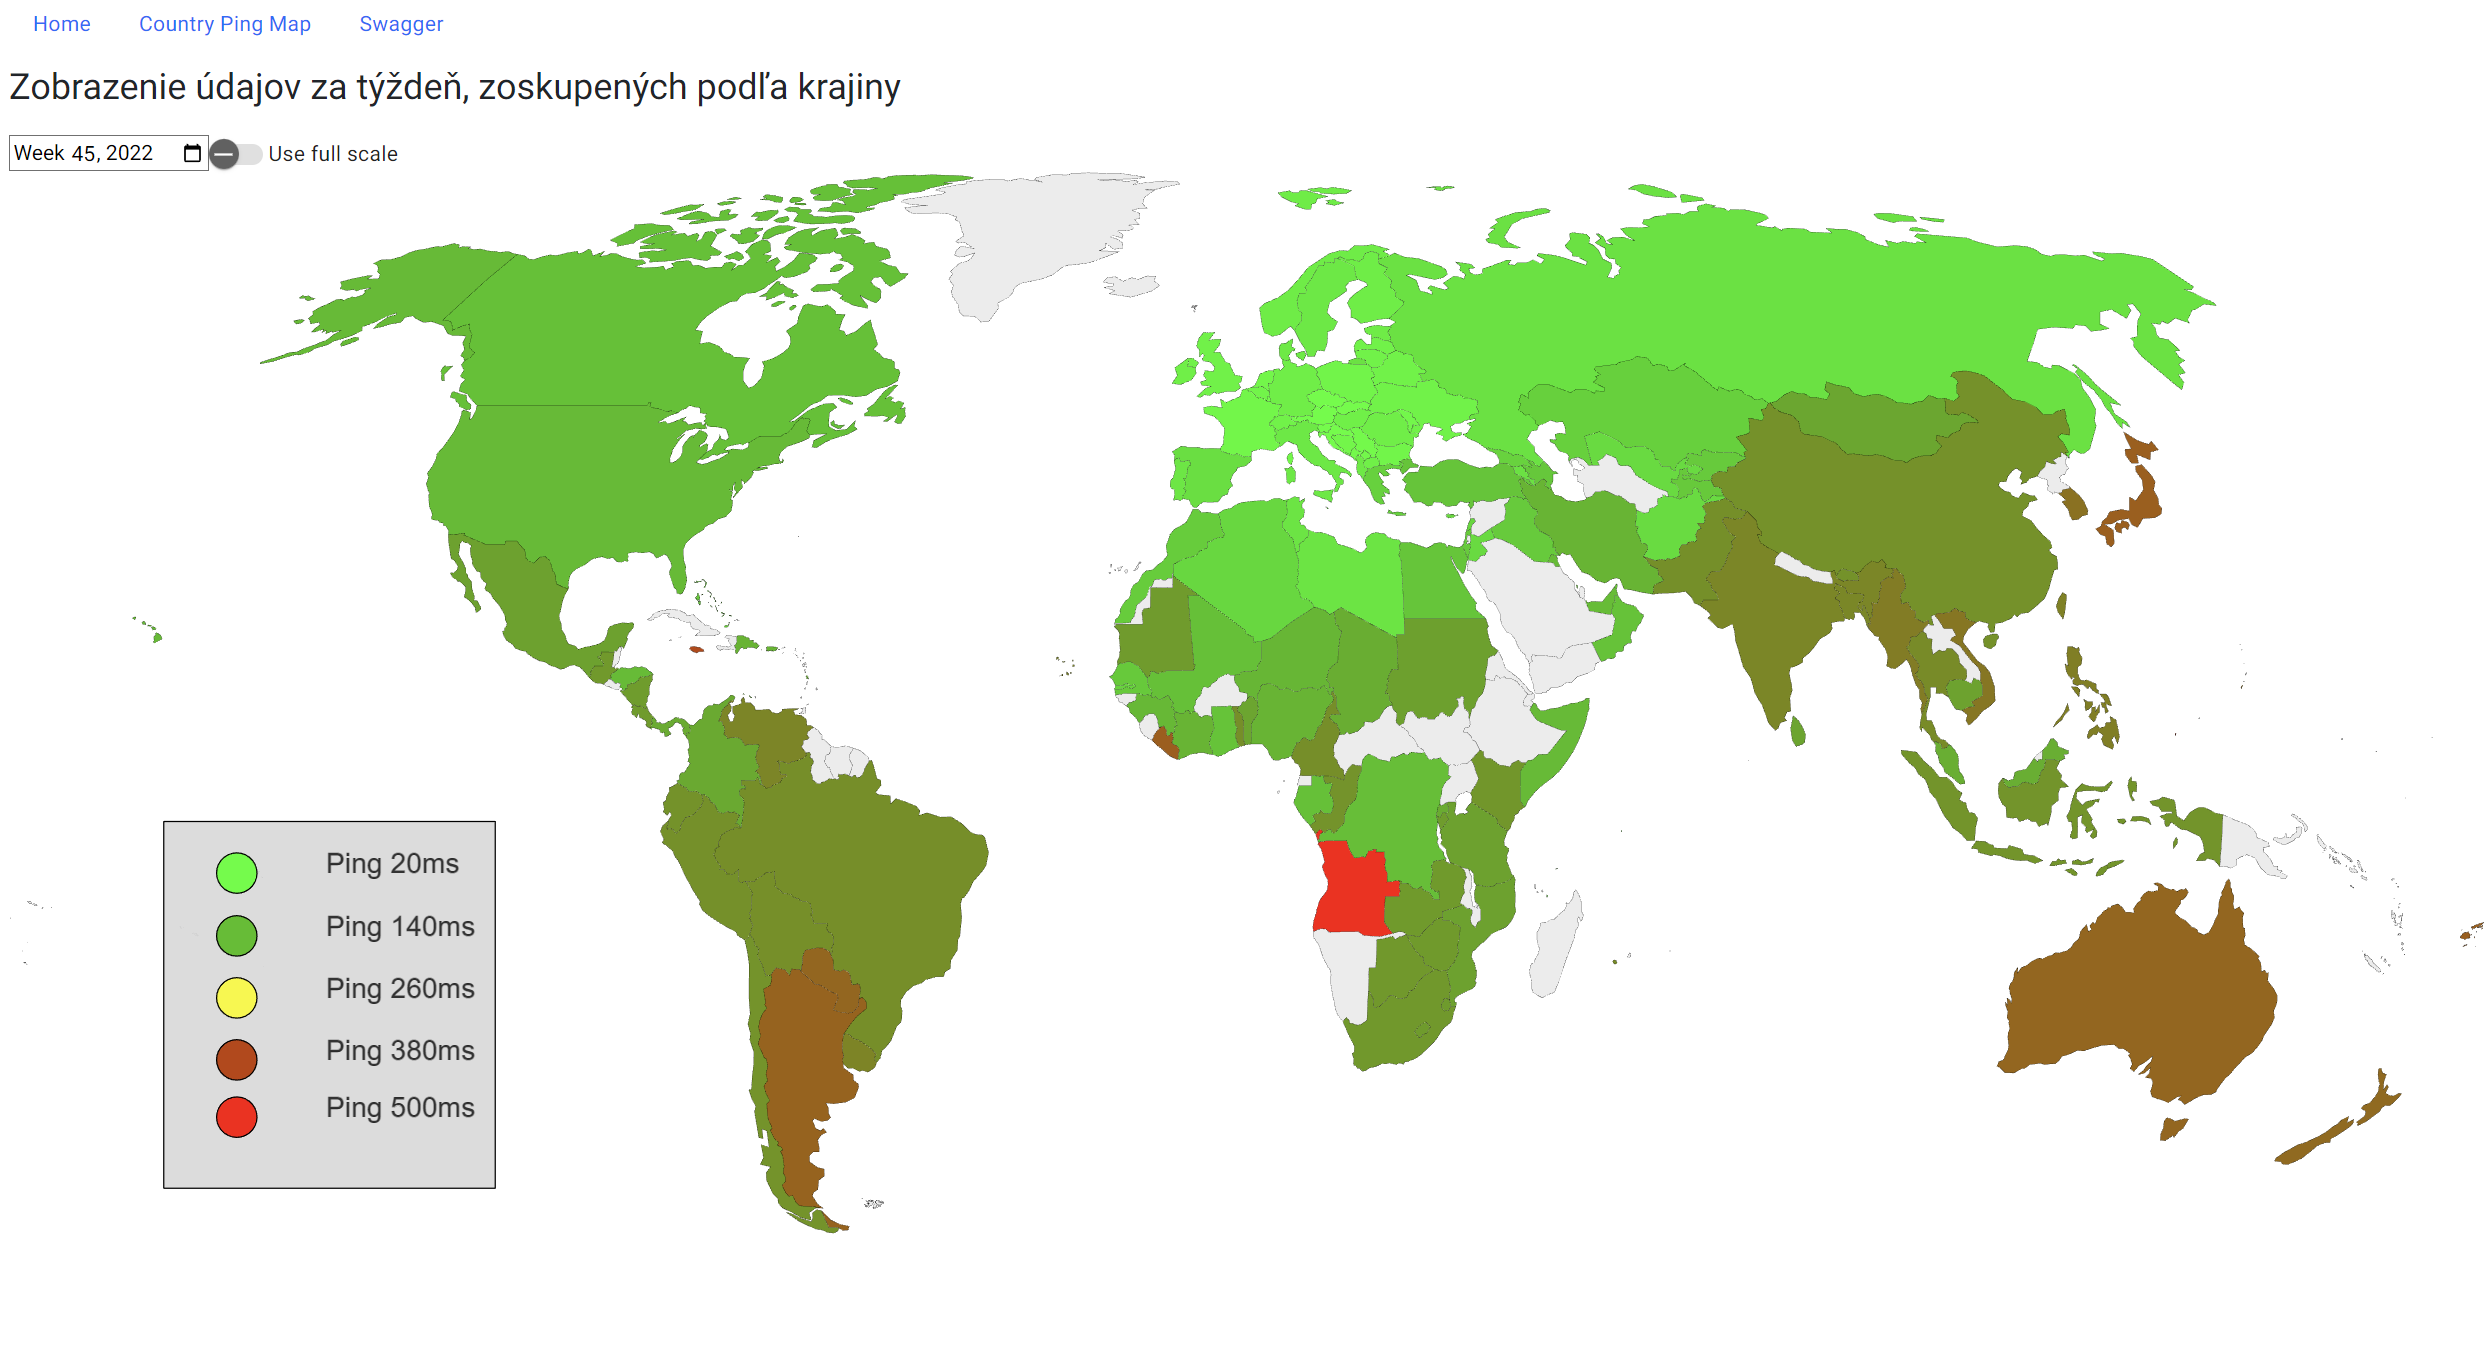 Home Country Ping Map Swagger
Zobrazenie údajov za týždeň, zoskupených podľa krajiny
Week 45, 2022 Use full scale
Ping 20ms
Ping 140ms
Ping 260ms
Ping 380ms
Ping 500ms